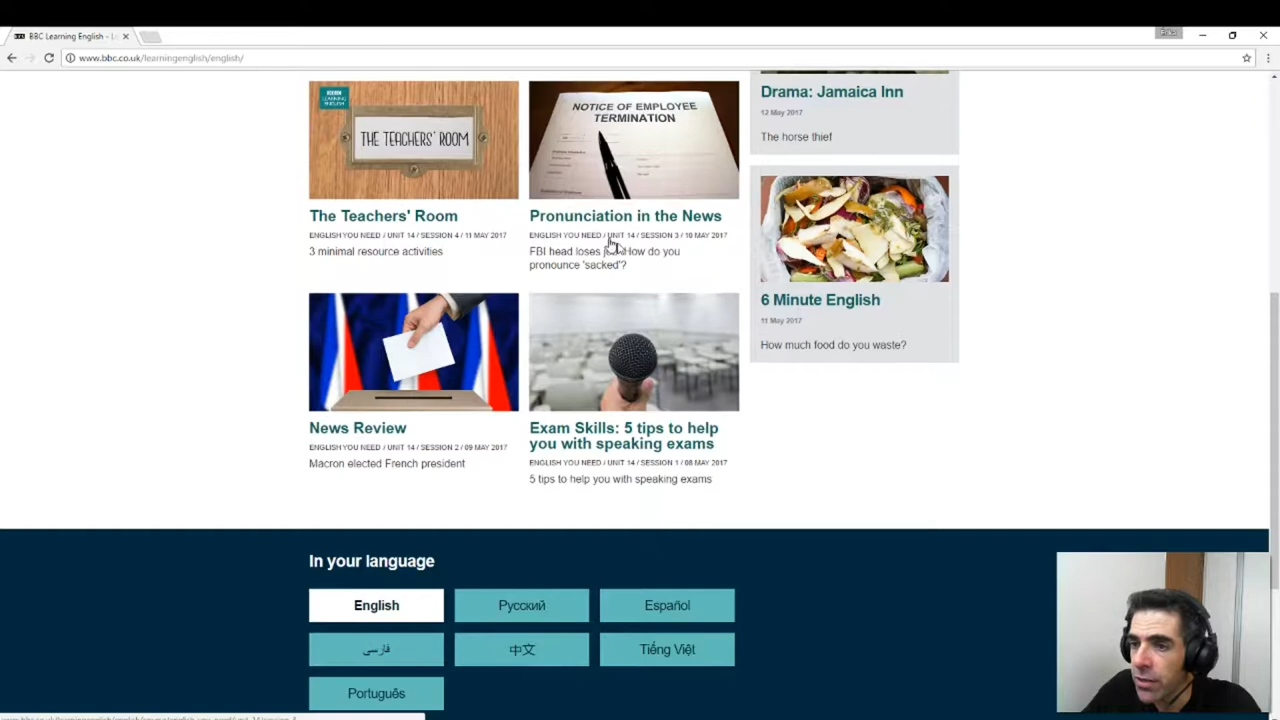 BBC Learning English - L
www.bbc.co.uk/learningenglish/english/
BBC
LEARNING
ENGLISH
THE TEACHERS' ROOM
NOTICE OF EMPLOYEE
TERMINATION
The Teachers' Room
ENGLISH YOU NEED / UNIT 14 / SESSION 4 / 11 MAY 2017
3 minimal resource activities
Pronunciation in the News
ENGLISH YOU NEED / UNIT 14 / SESSION 3 / 10 MAY 2017
FBI head loses How do you
pronounce 'sacked'?
Drama: Jamaica Inn
12 May 2017
The horse thief
6 Minute English
11 May 2017
How much food do you waste?
News Review
ENGLISH YOU NEED / UNIT 14 / SESSION 2 / 09 MAY 2017
Macron elected French president
Exam Skills: 5 tips to help
you with speaking exams
ENGLISH YOU NEED / UNIT 14 / SESSION 1 / 08 MAY 2017
5 tips to help you with speaking exams
In your language
English
Русский
Español
فارسی
中文
Tiếng Việt
Português